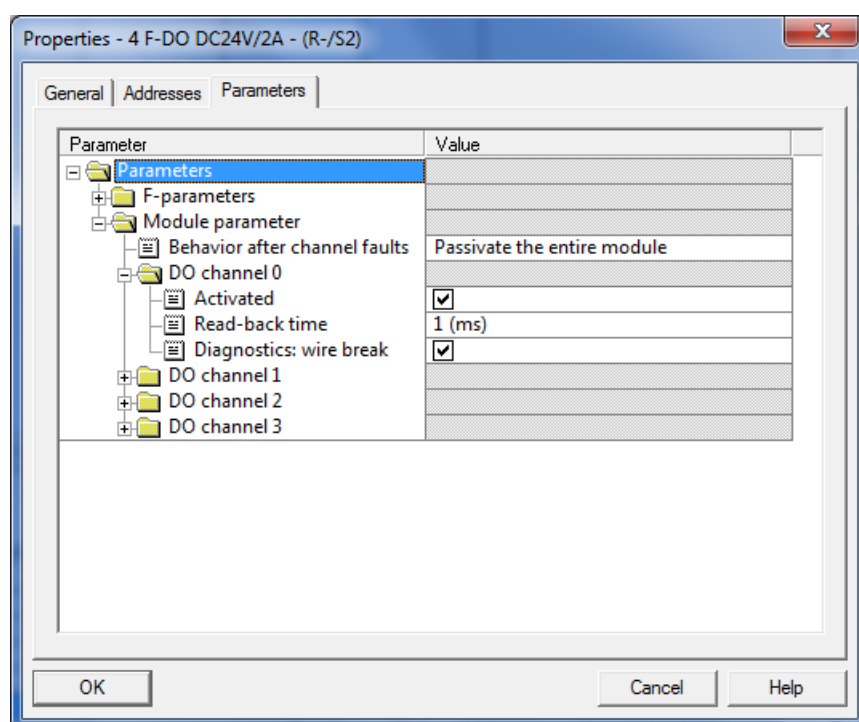 Properties - 4 F-DO DC24V/2A - (R-/S2)
General Addresses Parameters
Parameter Value
Parameters
F-parameters
Module parameter
Behavior after channel faults Passivate the entire module
DO channel 0
Activated
Read-back time 1 (ms)
Diagnostics: wire break
DO channel 1
DO channel 2
DO channel 3
OK Cancel Help